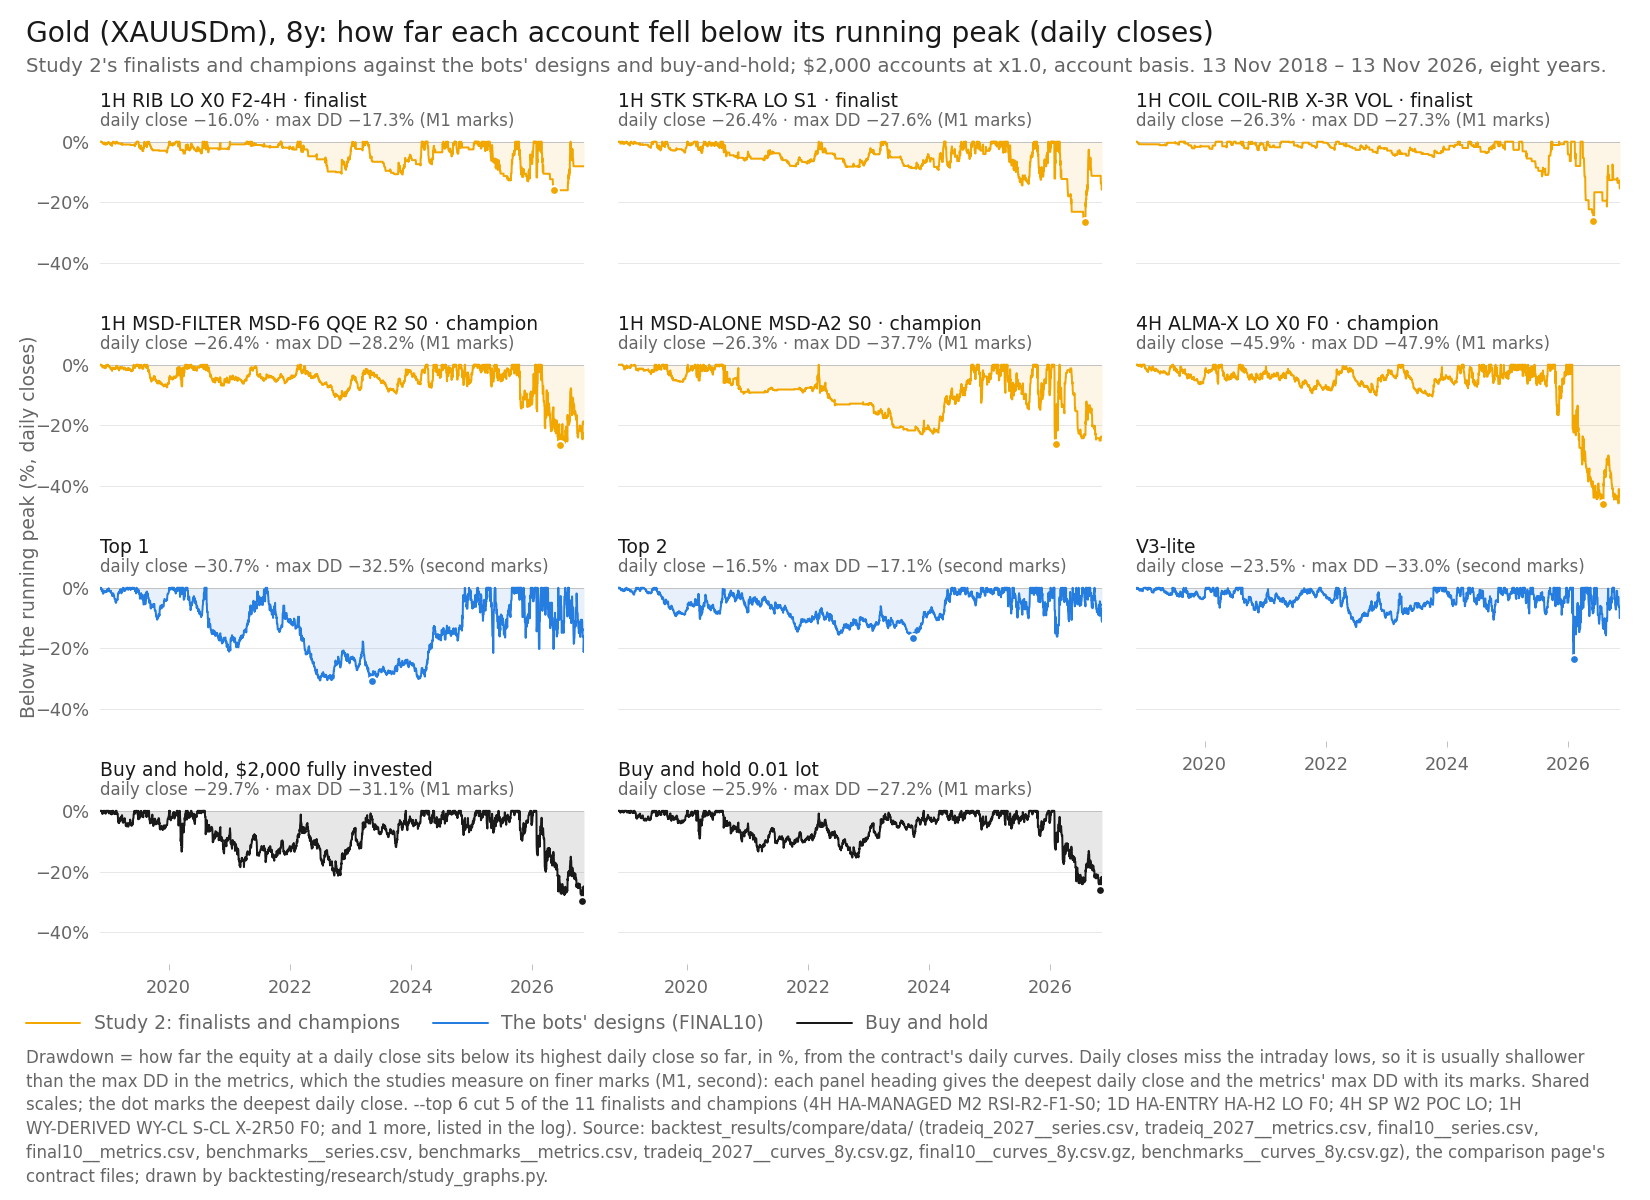 Gold (XAUUSDm), 8y: how far each account fell below its running peak (daily closes)
Study 2's finalists and champions against the bots' designs and buy-and-hold; $2,000 accounts at x1.0, account basis. 13 Nov 2018 – 13 Nov 2026, eight years.
Below the running peak (%, daily closes)
1H RIB LO X0 F2-4H · finalist
daily close −16.0% · max DD −17.3% (M1 marks)
0%
−20%
−40%
1H STK STK-RA LO S1 · finalist
daily close −26.4% · max DD −27.6% (M1 marks)
1H COIL COIL-RIB X-3R VOL · finalist
daily close −26.3% · max DD −27.3% (M1 marks)
1H MSD-FILTER MSD-F6 QQE R2 S0 · champion
daily close −26.4% · max DD −28.2% (M1 marks)
0%
−20%
−40%
1H MSD-ALONE MSD-A2 S0 · champion
daily close −26.3% · max DD −37.7% (M1 marks)
4H ALMA-X LO X0 F0 · champion
daily close −45.9% · max DD −47.9% (M1 marks)
Top 1
daily close −30.7% · max DD −32.5% (second marks)
0%
−20%
−40%
Top 2
daily close −16.5% · max DD −17.1% (second marks)
V3-lite
daily close −23.5% · max DD −33.0% (second marks)
2020 2022 2024 2026
Buy and hold, $2,000 fully invested
daily close −29.7% · max DD −31.1% (M1 marks)
0%
−20%
−40%
2020 2022 2024 2026
Buy and hold 0.01 lot
daily close −25.9% · max DD −27.2% (M1 marks)
2020 2022 2024 2026
Study 2: finalists and champions
The bots' designs (FINAL10)
Buy and hold
Drawdown = how far the equity at a daily close sits below its highest daily close so far, in %, from the contract's daily curves. Daily closes miss the intraday lows, so it is usually shallower
than the max DD in the metrics, which the studies measure on finer marks (M1, second): each panel heading gives the deepest daily close and the metrics' max DD with its marks. Shared
scales; the dot marks the deepest daily close. --top 6 cut 5 of the 11 finalists and champions (4H HA-MANAGED M2 RSI-R2-F1-S0; 1D HA-ENTRY HA-H2 LO F0; 4H SP W2 POC LO; 1H
WY-DERIVED WY-CL S-CL X-2R50 F0; and 1 more, listed in the log). Source: backtest_results/compare/data/ (tradeiq_2027__series.csv, tradeiq_2027__metrics.csv, final10__series.csv,
final10__metrics.csv, benchmarks__series.csv, benchmarks__metrics.csv, tradeiq_2027__curves_8y.csv.gz, final10__curves_8y.csv.gz, benchmarks__curves_8y.csv.gz), the comparison page's
contract files; drawn by backtesting/research/study_graphs.py.